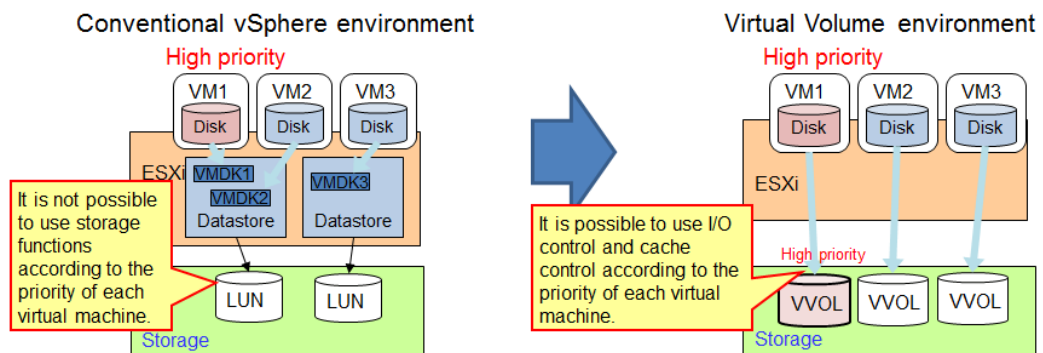 Conventional vSphere environment
High priority
VM1
VM2
VM3
Disk
Disk
Disk
ESXi
VMDK1
VMDK2
VMDK3
Datastore
Datastore
It is not possible
to use storage
functions
according to the
priority of each
virtual machine.
LUN
LUN
Storage
Virtual Volume environment
High priority
VM1
VM2
VM3
Disk
Disk
Disk
ESXi
It is possible to use I/O
control and cache
control according to the
priority of each virtual
machine.
High priority
VVOL
VVOL
VVOL
Storage